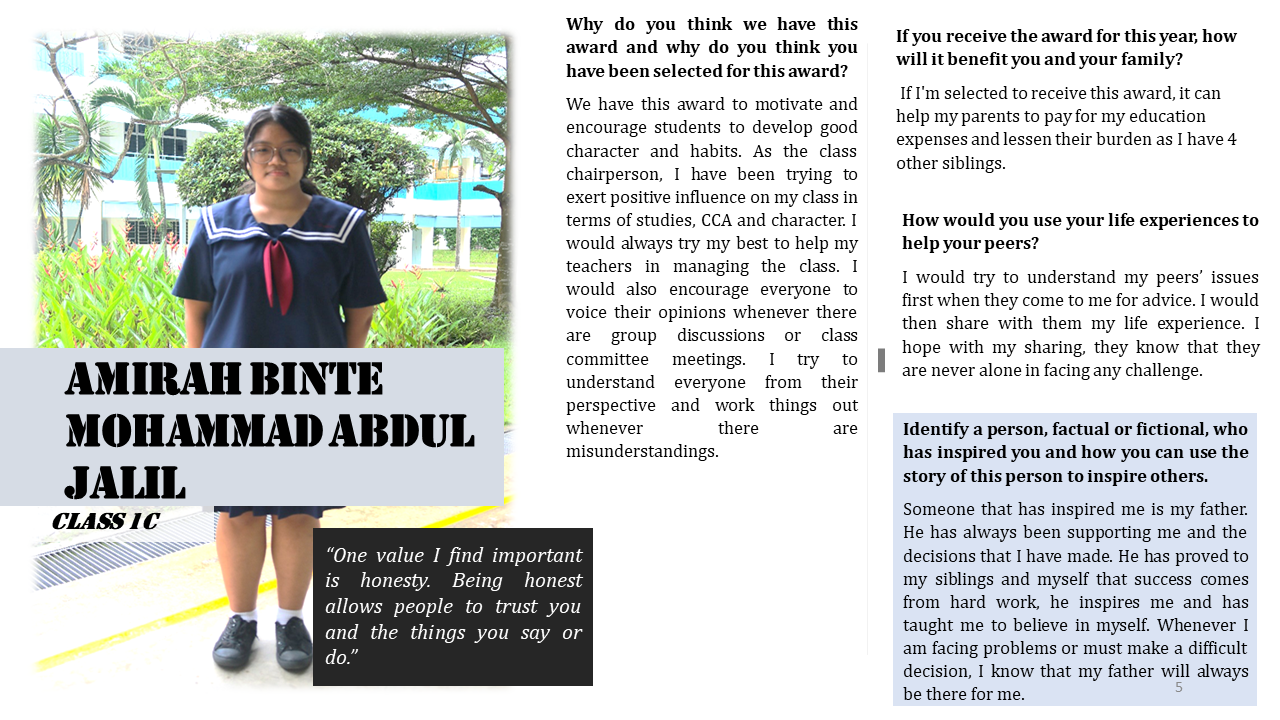 AMIRAH BINTE
MOHAMMAD ABDUL
JALIL
CLASS 1C
“One value I find important
is honesty. Being honest
allows people to trust you
and the things you say or
do.”
Why do you think we have this
award and why do you think you
have been selected for this award?
We have this award to motivate and
encourage students to develop good
character and habits. As the class
chairperson, I have been trying to
exert positive influence on my class in
terms of studies, CCA and character. I
would always try my best to help my
teachers in managing the class. I
would also encourage everyone to
voice their opinions whenever there
are group discussions or class
committee meetings. I try to
understand everyone from their
perspective and work things out
whenever there are
misunderstandings.
If you receive the award for this year, how
will it benefit you and your family?
If I'm selected to receive this award, it can
help my parents to pay for my education
expenses and lessen their burden as I have 4
other siblings.
How would you use your life experiences to
help your peers?
I would try to understand my peers’ issues
first when they come to me for advice. I would
then share with them my life experience. I
hope with my sharing, they know that they
are never alone in facing any challenge.
Identify a person, factual or fictional, who
has inspired you and how you can use the
story of this person to inspire others.
Someone that has inspired me is my father.
He has always been supporting me and the
decisions that I have made. He has proved to
my siblings and myself that success comes
from hard work, he inspires me and has
taught me to believe in myself. Whenever I
am facing problems or must make a difficult
decision, I know that my father will always
be there for me.
5